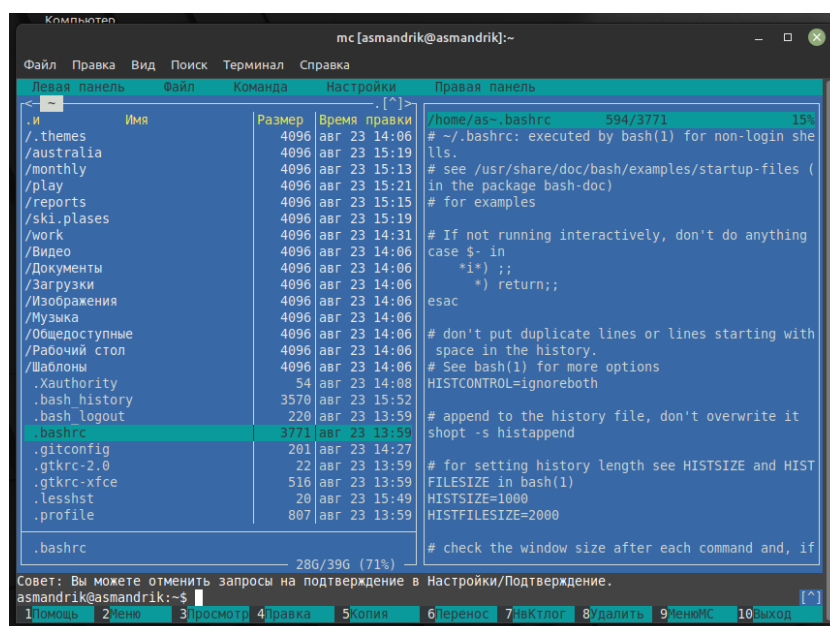 Компьютер
mc [asmandrik@asmandrik]:~
Файл Правка Вид Поиск Терминал Справка
Левая панель Файл Команда Настройки Правая панель
<— ~ .[^]>
.и Имя Размер Время правки
/.themes 4096 авг 23 14:06
/australia 4096 авг 23 15:19
/monthly 4096 авг 23 15:13
/play 4096 авг 23 15:21
/reports 4096 авг 23 15:15
/ski.plases 4096 авг 23 15:19
/work 4096 авг 23 14:31
/Видео 4096 авг 23 14:06
/Документы 4096 авг 23 14:06
/Загрузки 4096 авг 23 14:06
/Изображения 4096 авг 23 14:06
/Музыка 4096 авг 23 14:06
/Общедоступные 4096 авг 23 14:06
/Рабочий стол 4096 авг 23 14:06
/Шаблоны 4096 авг 23 14:06
.Xauthority 54 авг 23 14:08
.bash_history 3570 авг 23 15:52
.bash_logout 220 авг 23 13:59
.bashrc 3771 авг 23 13:59
.gitconfig 201 авг 23 14:27
.gtkrc-2.0 22 авг 23 13:59
.gtkrc-xfce 516 авг 23 13:59
.lesshst 20 авг 23 15:49
.profile 807 авг 23 13:59
.bashrc
28G/39G (71%)
/home/as~.bashrc 594/3771 15%
# ~/.bashrc: executed by bash(1) for non-login she
lls.
# see /usr/share/doc/bash/examples/startup-files (
in the package bash-doc)
# for examples
# If not running interactively, don't do anything
case $- in
*i*) ;;
*) return;;
esac
# don't put duplicate lines or lines starting with
space in the history.
# See bash(1) for more options
HISTCONTROL=ignoreboth
# append to the history file, don't overwrite it
shopt -s histappend
# for setting history length see HISTSIZE and HIST
FILESIZE in bash(1)
HISTSIZE=1000
HISTFILESIZE=2000
# check the window size after each command and, if
Совет: Вы можете отменить запросы на подтверждение в Настройки/Подтверждение.
asmandrik@asmandrik:~$ [^]
1Помощь 2Меню 3Просмотр 4Правка 5Копия 6Перенос 7НвКтлог 8Удалить 9МенюМС 10Выход